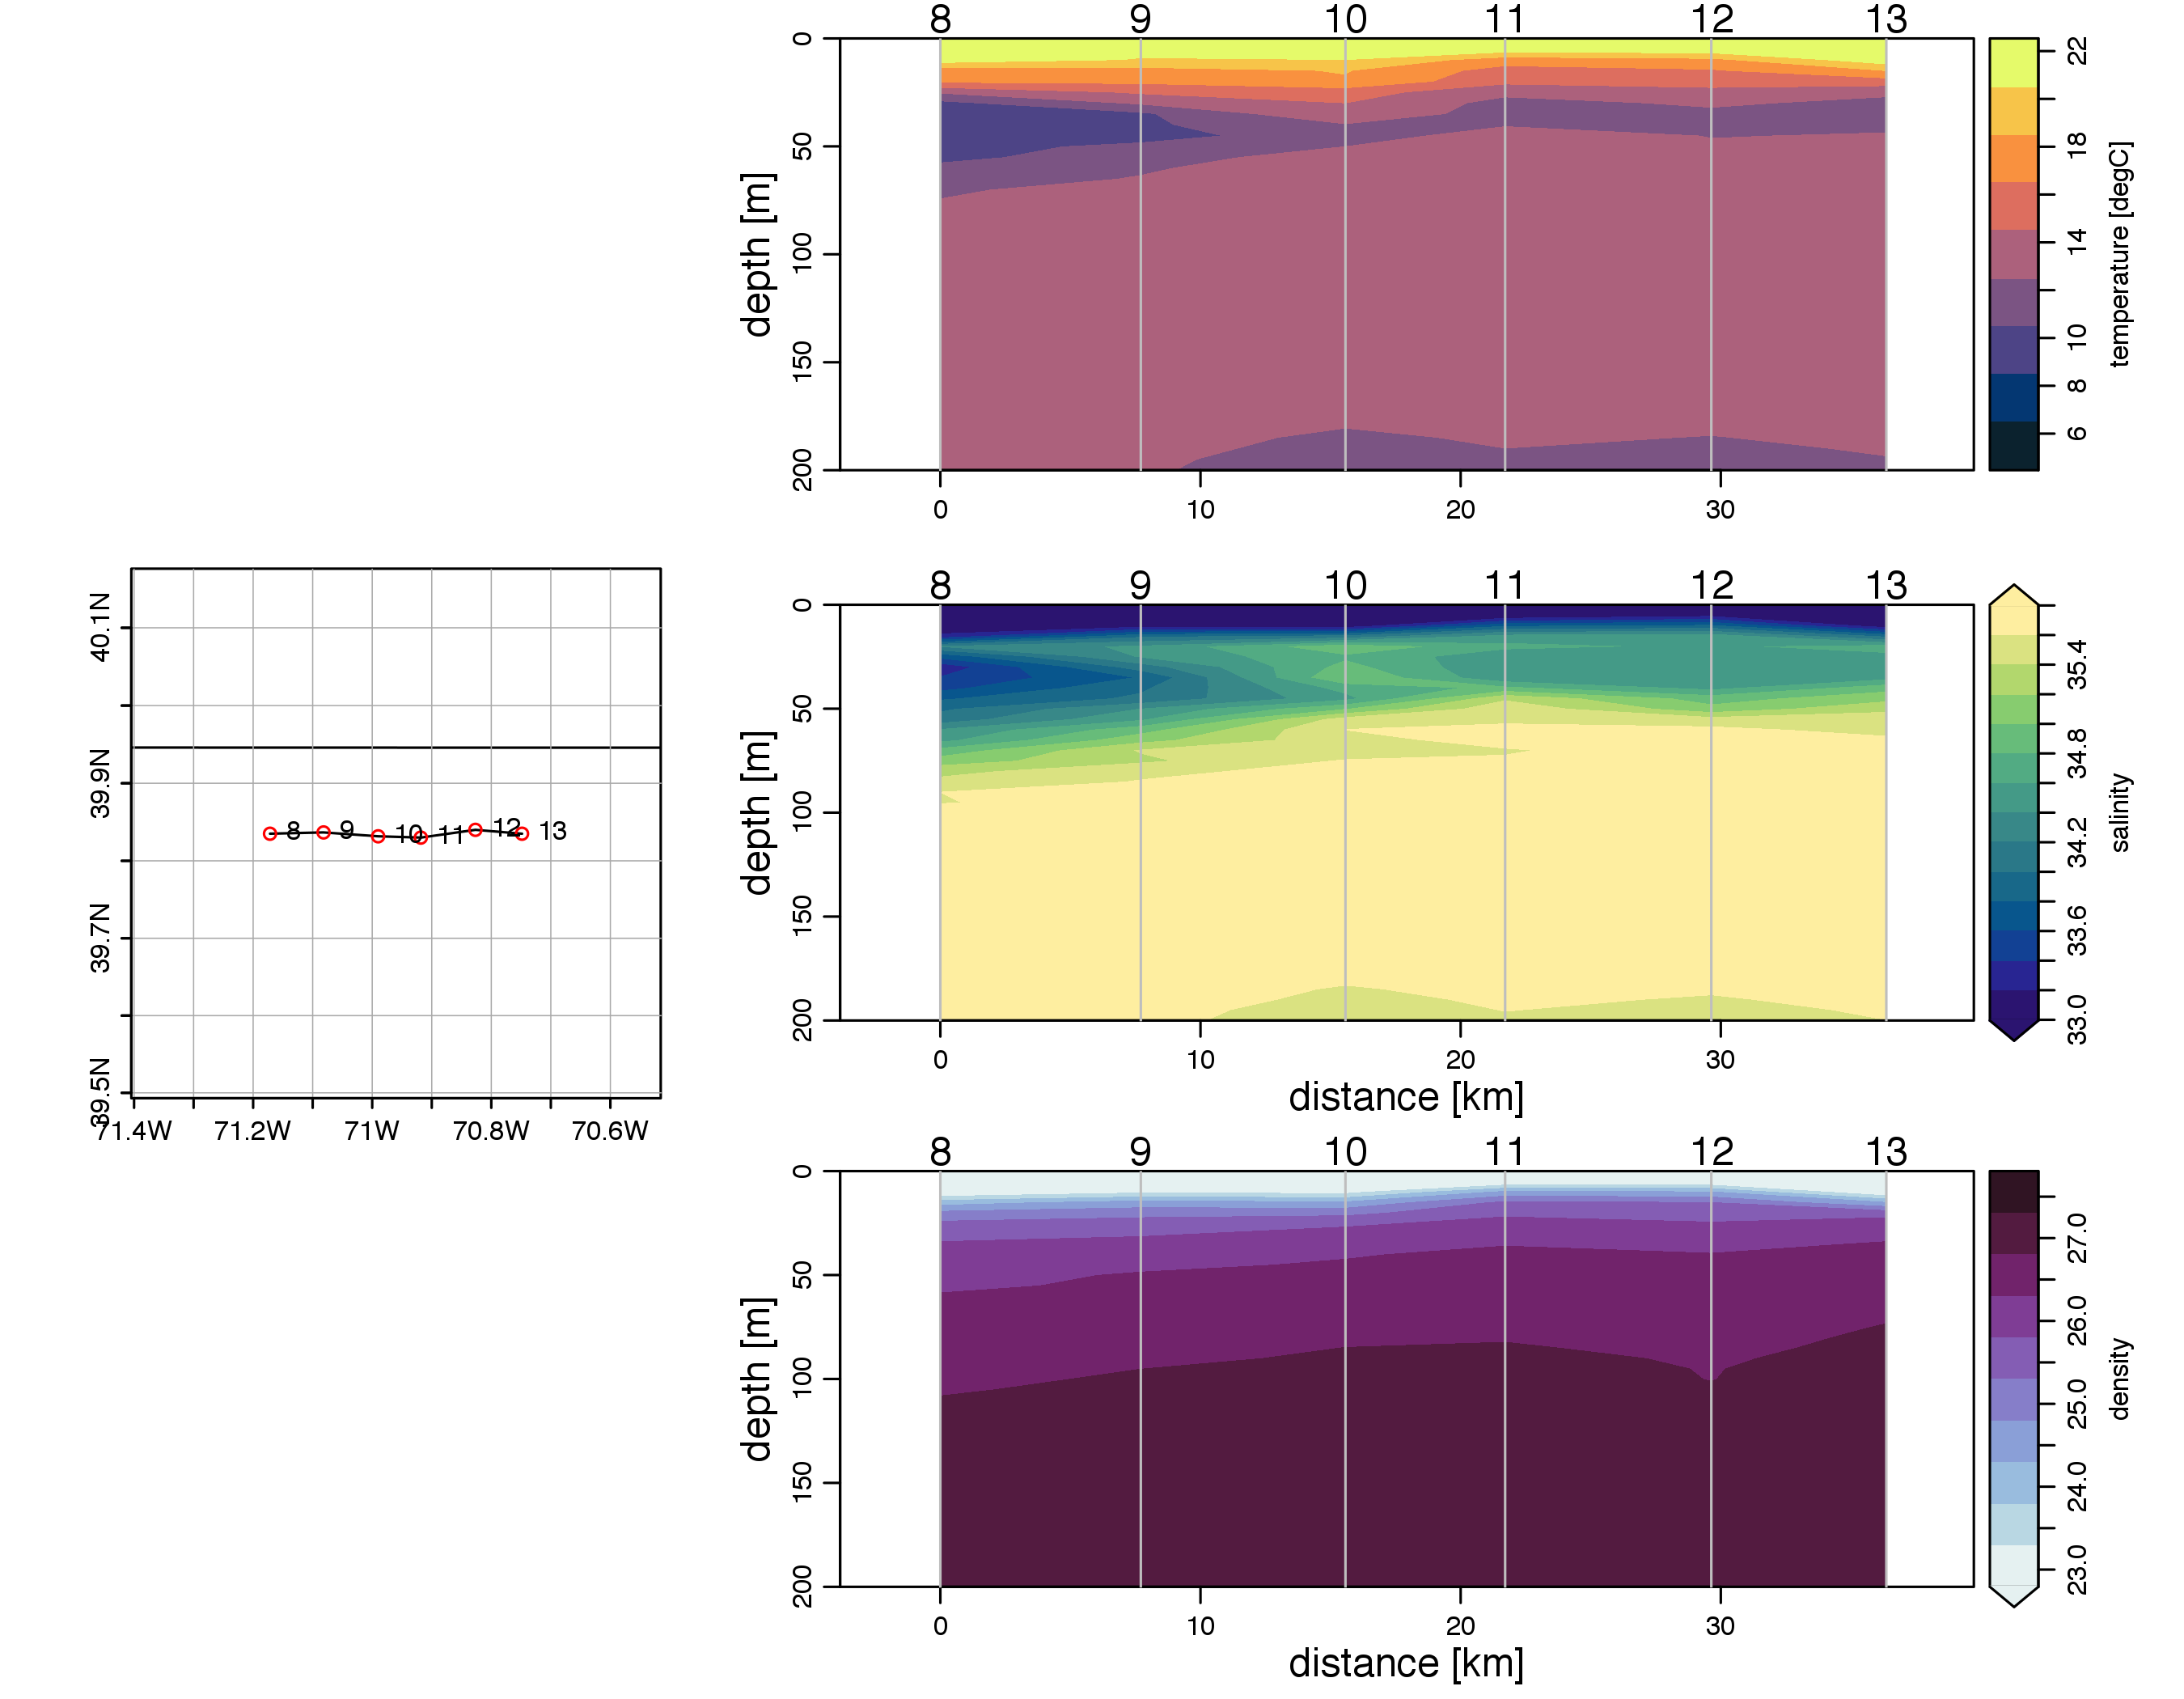 8 9 10 11 12 13
0
50
100
150
200
depth [m]
0 10 20 30
22
18
14
10
8
6
temperature [degC]
40.1N
39.9N
39.7N
39.5N
8 9 10 11 12 13
71.4W 71.2W 71W 70.8W 70.6W
8 9 10 11 12 13
0
50
100
150
200
depth [m]
0 10 20 30
distance [km]
35.4
34.8
34.2
33.6
33.0
salinity
8 9 10 11 12 13
0
50
100
150
200
depth [m]
0 10 20 30
distance [km]
27.0
26.0
25.0
24.0
23.0
density